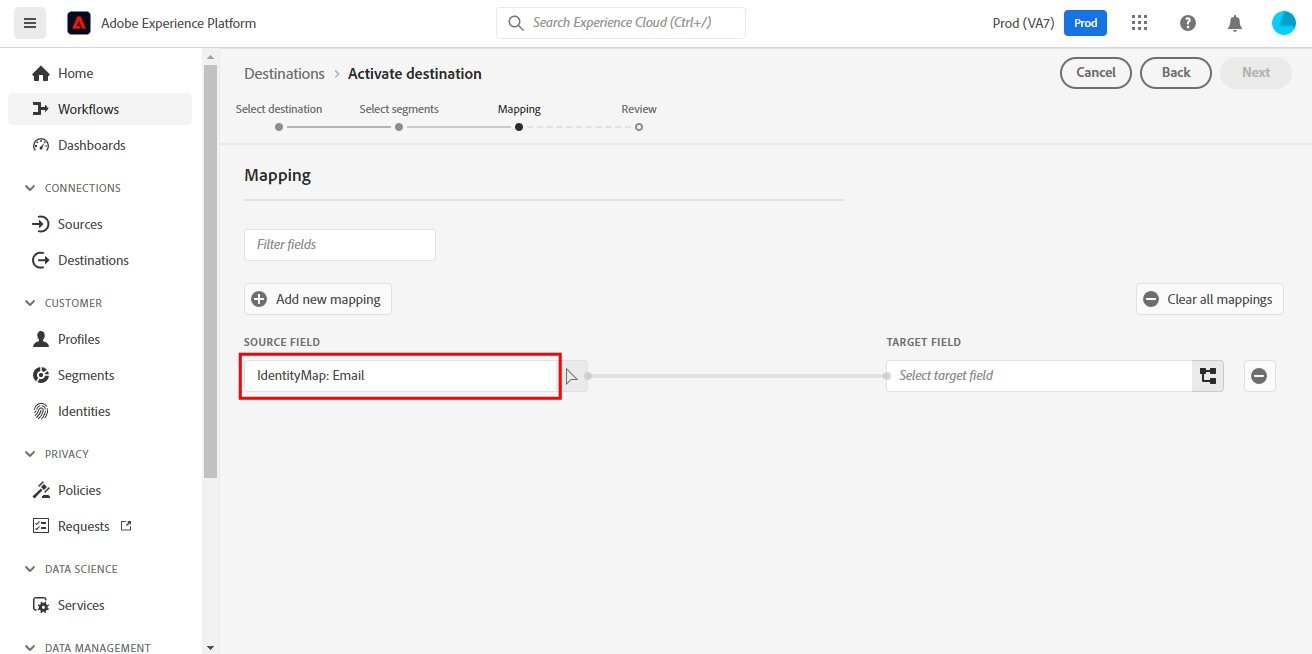 Adobe Experience Platform
Search Experience Cloud (Ctrl+/)
Prod (VA7)
Prod
Home
Workflows
Dashboards
CONNECTIONS
Sources
Destinations
CUSTOMER
Profiles
Segments
Identities
PRIVACY
Policies
Requests
DATA SCIENCE
Services
DATA MANAGEMENT
Destinations > Activate destination
Cancel
Back
Next
Select destination
Select segments
Mapping
Review
Mapping
Filter fields
Add new mapping
Clear all mappings
SOURCE FIELD
TARGET FIELD
IdentityMap: Email
Select target field